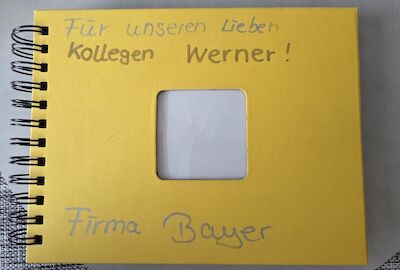 Für unseren Lieben
Kollegen Werner!
Firma Bayer